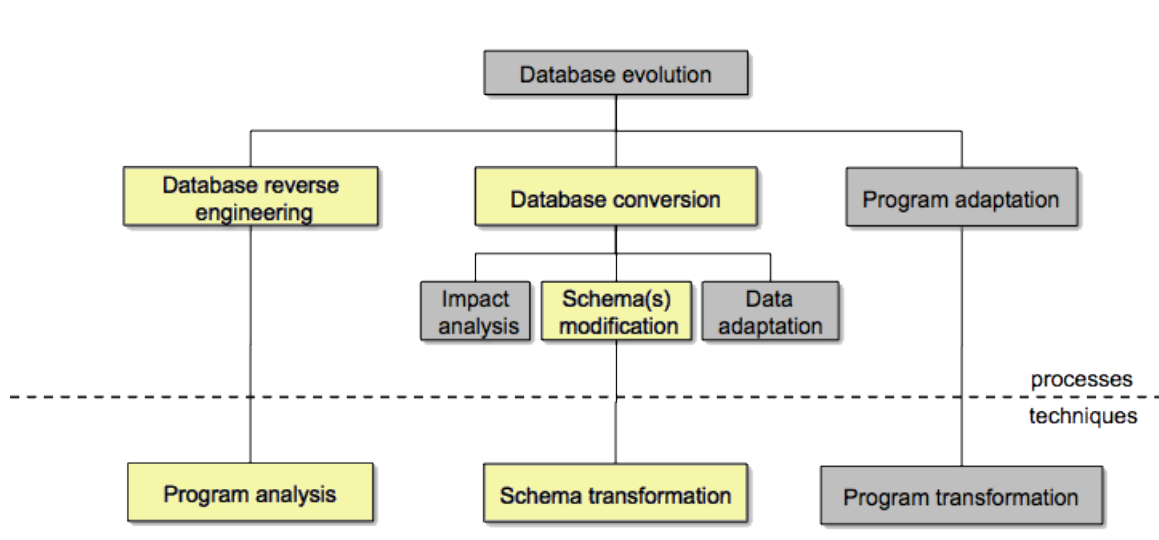 Database evolution
Database reverse
engineering
Database conversion
Program adaptation
Impact
analysis
Schema(s)
modification
Data
adaptation
processes
techniques
Program analysis
Schema transformation
Program transformation